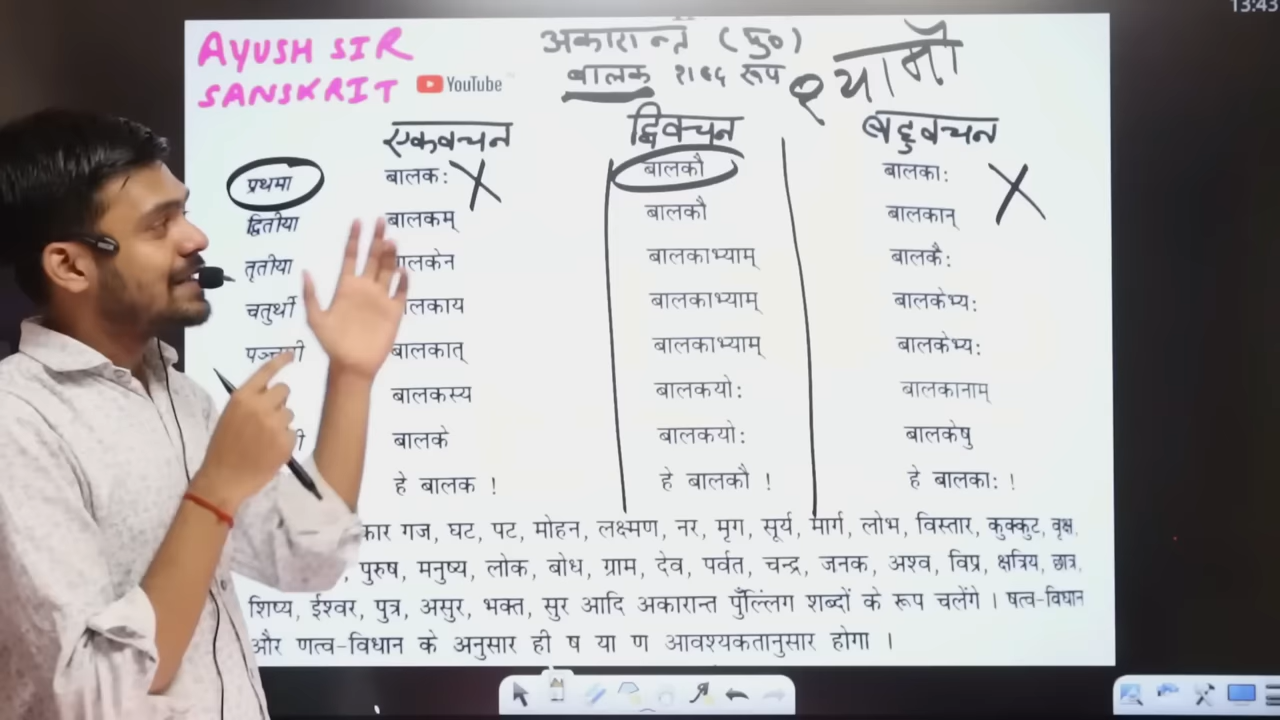 13:43
AYUSH SIR
SANSKRIT YouTube
अकारान्त (पु०)
बालक शब्द रूप
श्यामौ
एकवचन द्विवचन बहुवचन
प्रथमा बालक: X बालकौ बालका: X
द्वितीया बालकम् बालकौ बालकान्
तृतीया बालकेन बालकाभ्याम् बालकै:
चतुर्थी बालकाय बालकाभ्याम् बालकेभ्य:
पञ्चमी बालकात् बालकाभ्याम् बालकेभ्य:
बालकस्य बालकयो: बालकानाम्
बालके बालकयो: बालकेषु
हे बालक ! हे बालकौ ! हे बालका: !
गज, घट, पट, मोहन, लक्ष्मण, नर, मृग, सूर्य, मार्ग, लोभ, विस्तार, कुक्कुट, वृक्ष,
पुरुष, मनुष्य, लोक, बोध, ग्राम, देव, पर्वत, चन्द्र, जनक, अश्व, विप्र, क्षत्रिय, छात्र,
शिष्य, ईश्वर, पुत्र, असुर, भक्त, सुर आदि अकारान्त पुँल्लिंग शब्दों के रूप चलेंगे । षत्व-विधान
और णत्व-विधान के अनुसार ही ष या ण आवश्यकतानुसार होगा ।